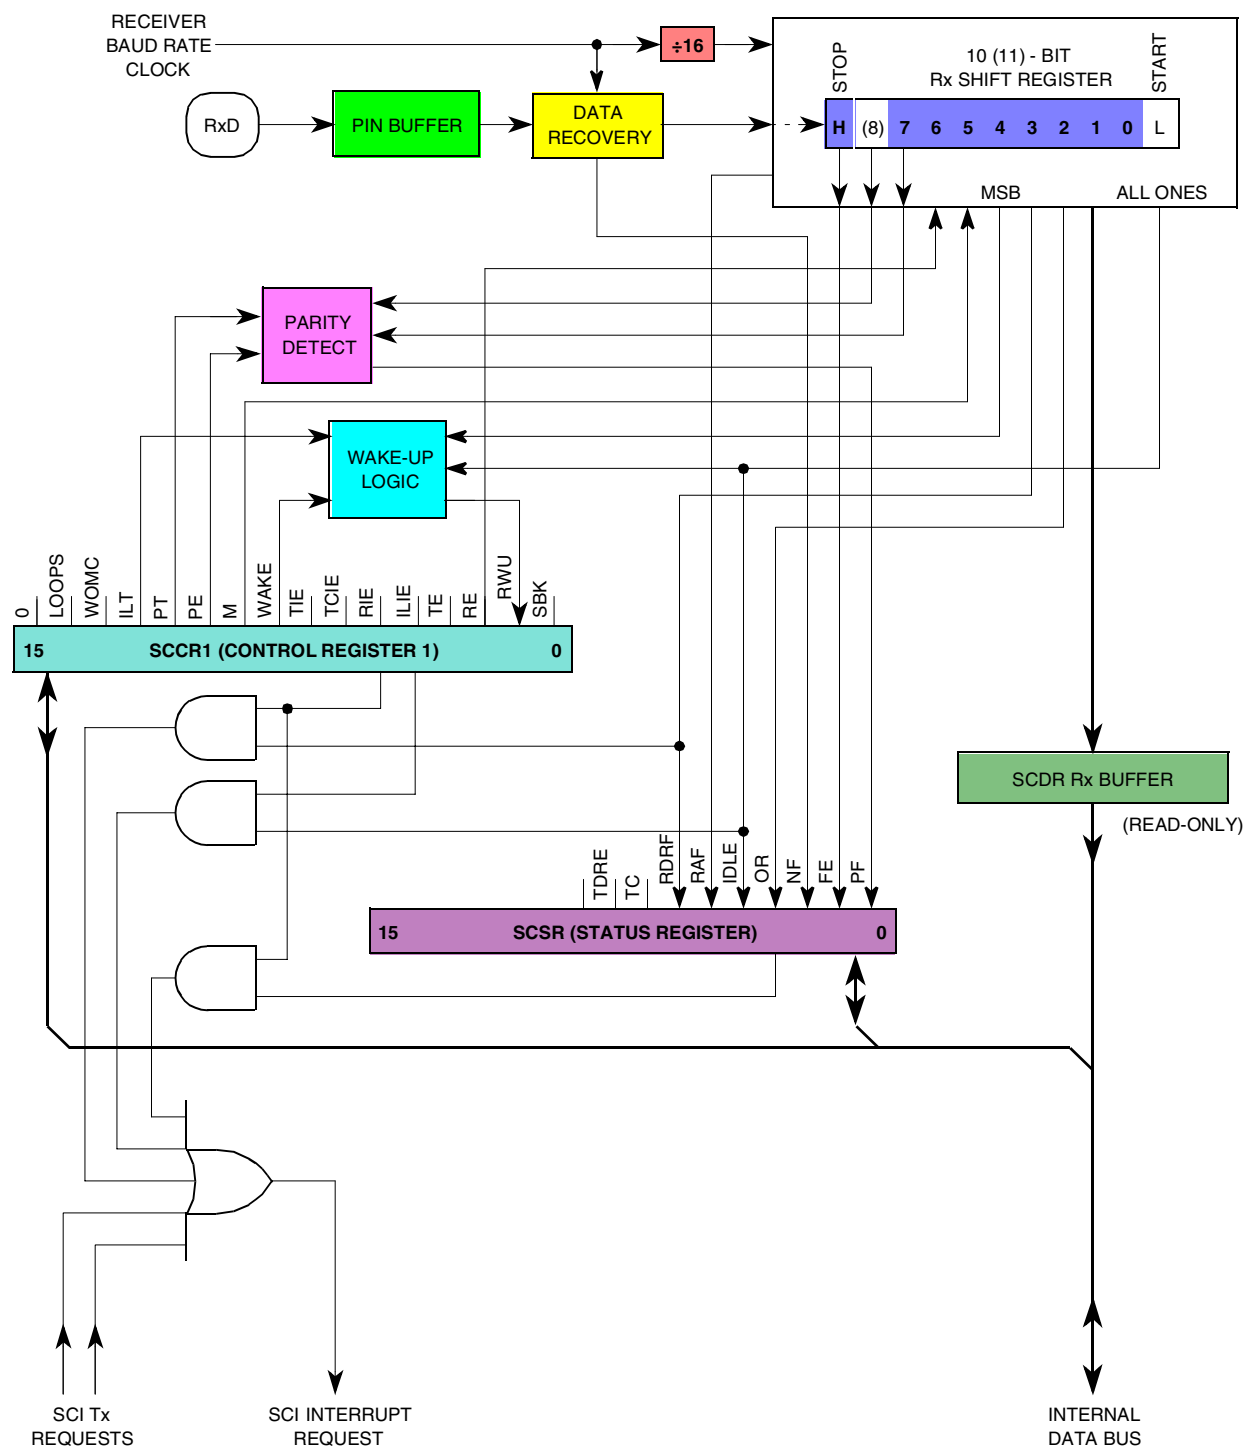 RECEIVER
BAUD RATE
CLOCK
÷16
10 (11) - BIT
Rx SHIFT REGISTER
STOP
START
RxD
PIN BUFFER
DATA
RECOVERY
H (8) 7 6 5 4 3 2 1 0 L
MSB
ALL ONES
PARITY
DETECT
WAKE-UP
LOGIC
0
LOOPS
WOMC
ILT
PT
PE
M
WAKE
TIE
TCIE
RIE
ILIE
TE
RE
RWU
SBK
15 SCCR1 (CONTROL REGISTER 1) 0
SCDR Rx BUFFER
(READ-ONLY)
TDRE
TC
RDRF
RAF
IDLE
OR
NF
FE
PF
15 SCSR (STATUS REGISTER) 0
SCI Tx
REQUESTS
SCI INTERRUPT
REQUEST
INTERNAL
DATA BUS